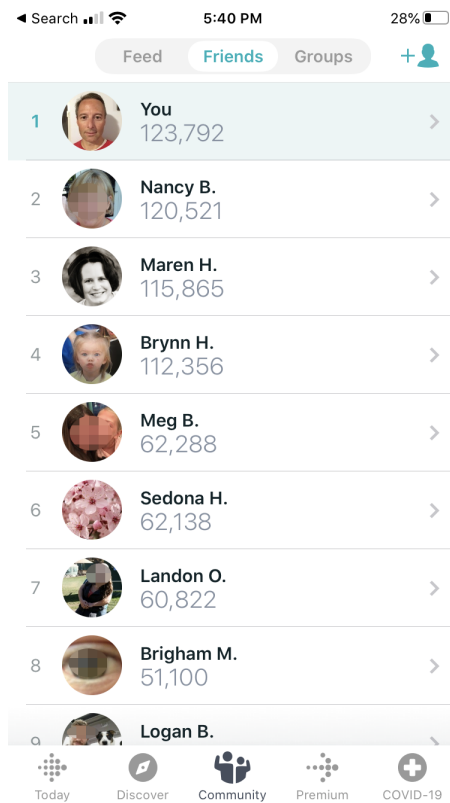 ◀ Search 5:40 PM 28%
Feed Friends Groups
1 You
123,792
2 Nancy B.
120,521
3 Maren H.
115,865
4 Brynn H.
112,356
5 Meg B.
62,288
6 Sedona H.
62,138
7 Landon O.
60,822
8 Brigham M.
51,100
9 Logan B.
Today Discover Community Premium COVID-19